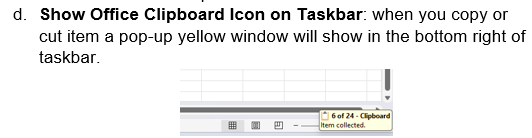 d. Show Office Clipboard Icon on Taskbar: when you copy or
cut item a pop-up yellow window will show in the bottom right of
taskbar.
6 of 24 - Clipboard
Item collected.